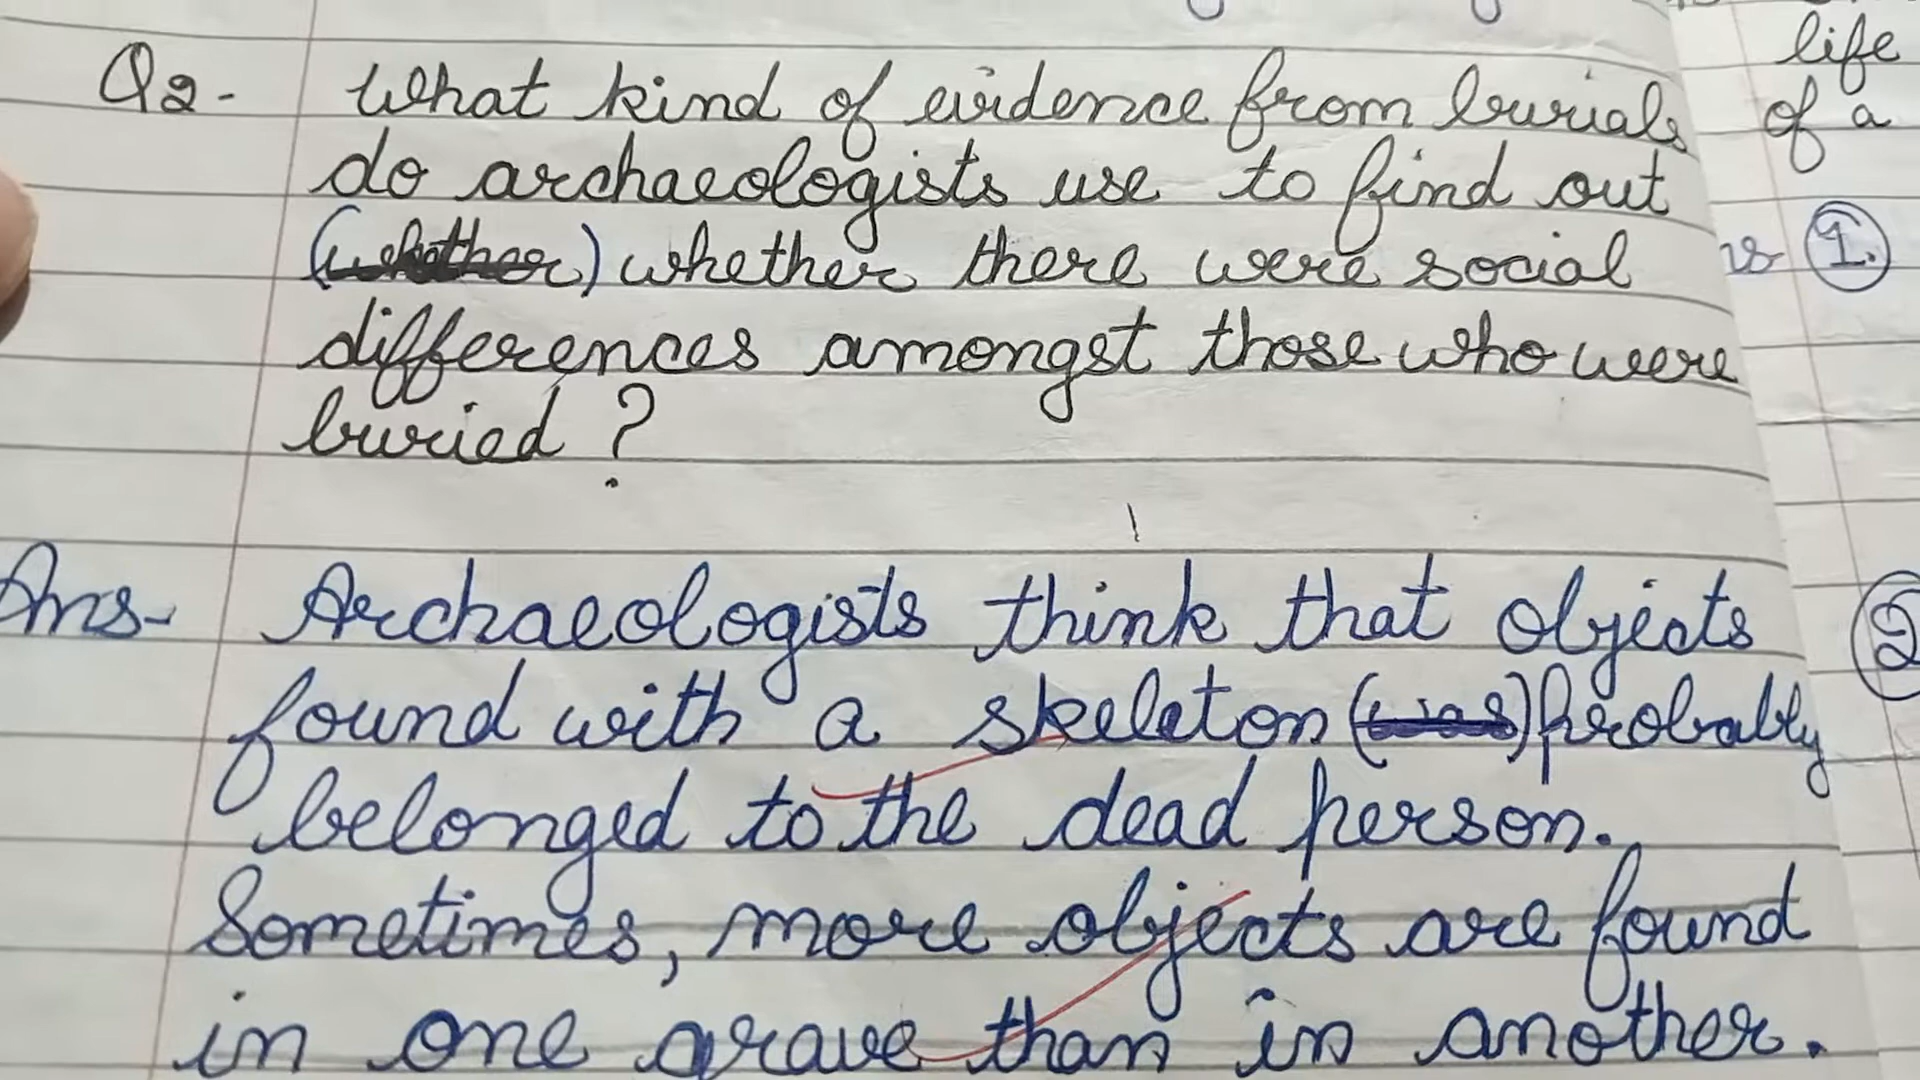 Q2- What kind of evidence from burials
do archaeologists use to find out
(whether) whether there were social
differences amongst those who were
buried ?
Ans- Archaeologists think that objects
found with a skeleton (was) probably
belonged to the dead person.
Sometimes, more objects are found
in one grave than in another.
life
of a
1.
2